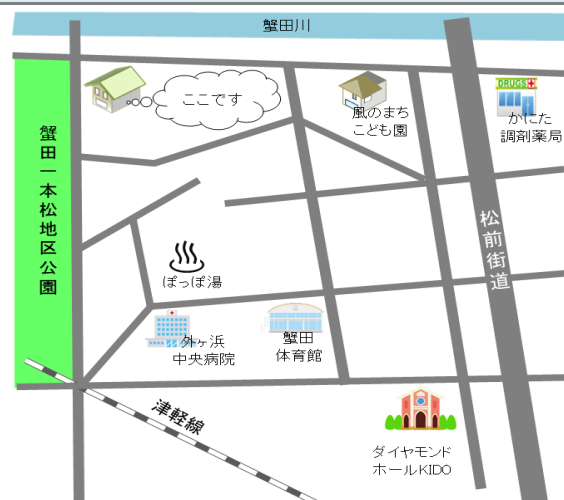 蟹田川
ここです
DRUGS+
風のまち
こども園
かにた
調剤薬局
蟹田一本松地区公園
松前街道
ぽっぽ湯
外ヶ浜
中央病院
蟹田
体育館
津軽線
ダイヤモンド
ホールKIDO